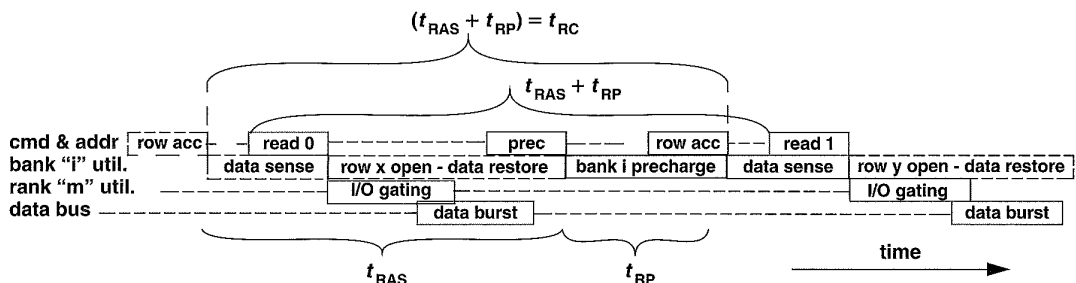 (tRAS + tRP) = tRC
tRAS + tRP
cmd & addr row acc read 0 prec row acc read 1
bank "i" util. data sense row x open - data restore bank i precharge data sense row y open - data restore
rank "m" util. I/O gating I/O gating
data bus data burst data burst
tRAS tRP time